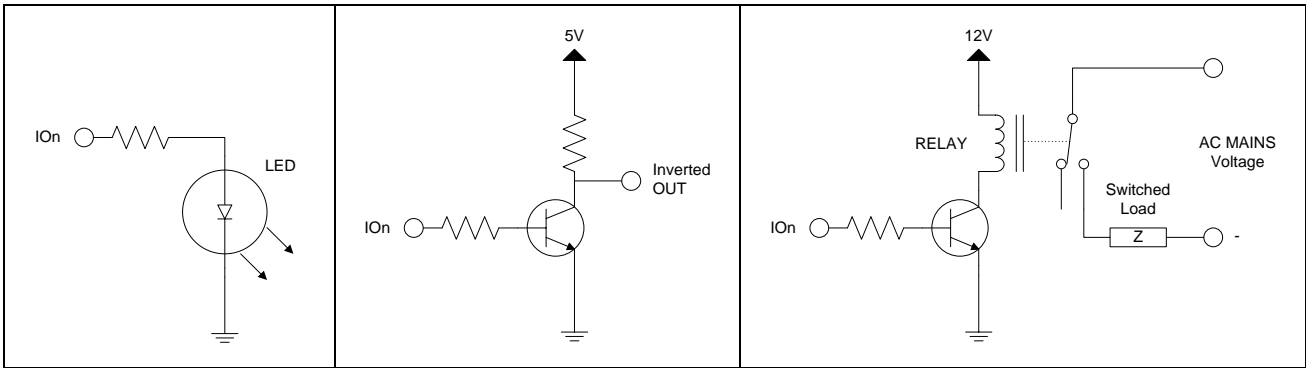 IOn
LED
5V
Inverted
OUT
IOn
12V
RELAY
AC MAINS
Voltage
Switched
Load
IOn
Z
-